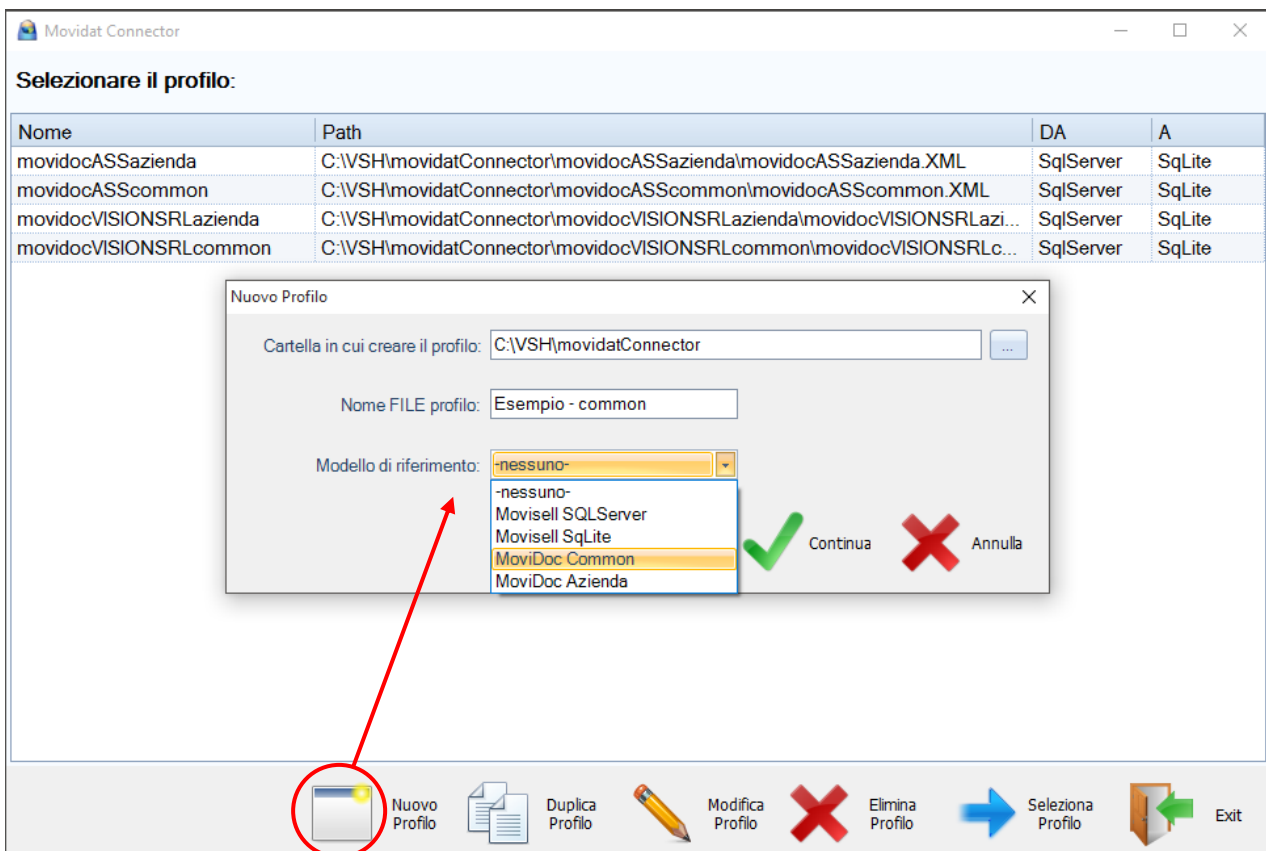 Movidat Connector
Selezionare il profilo:
Nome Path DA A
movidocASSazienda C:\VSH\movidatConnector\movidocASSazienda\movidocASSazienda.XML SqlServer SqLite
movidocASScommon C:\VSH\movidatConnector\movidocASScommon\movidocASScommon.XML SqlServer SqLite
movidocVISIONSRLazienda C:\VSH\movidatConnector\movidocVISIONSRLazienda\movidocVISIONSRLazi... SqlServer SqLite
movidocVISIONSRLcommon C:\VSH\movidatConnector\movidocVISIONSRLcommon\movidocVISIONSRLc... SqlServer SqLite
Nuovo Profilo
Cartella in cui creare il profilo: C:\VSH\movidatConnector ...
Nome FILE profilo: Esempio - common
Modello di riferimento: -nessuno-
-nessuno-
Movisell SQLServer
Movisell SqLite
MoviDoc Common
MoviDoc Azienda
Continua
Annulla
Nuovo
Profilo
Duplica
Profilo
Modifica
Profilo
Elimina
Profilo
Seleziona
Profilo
Exit